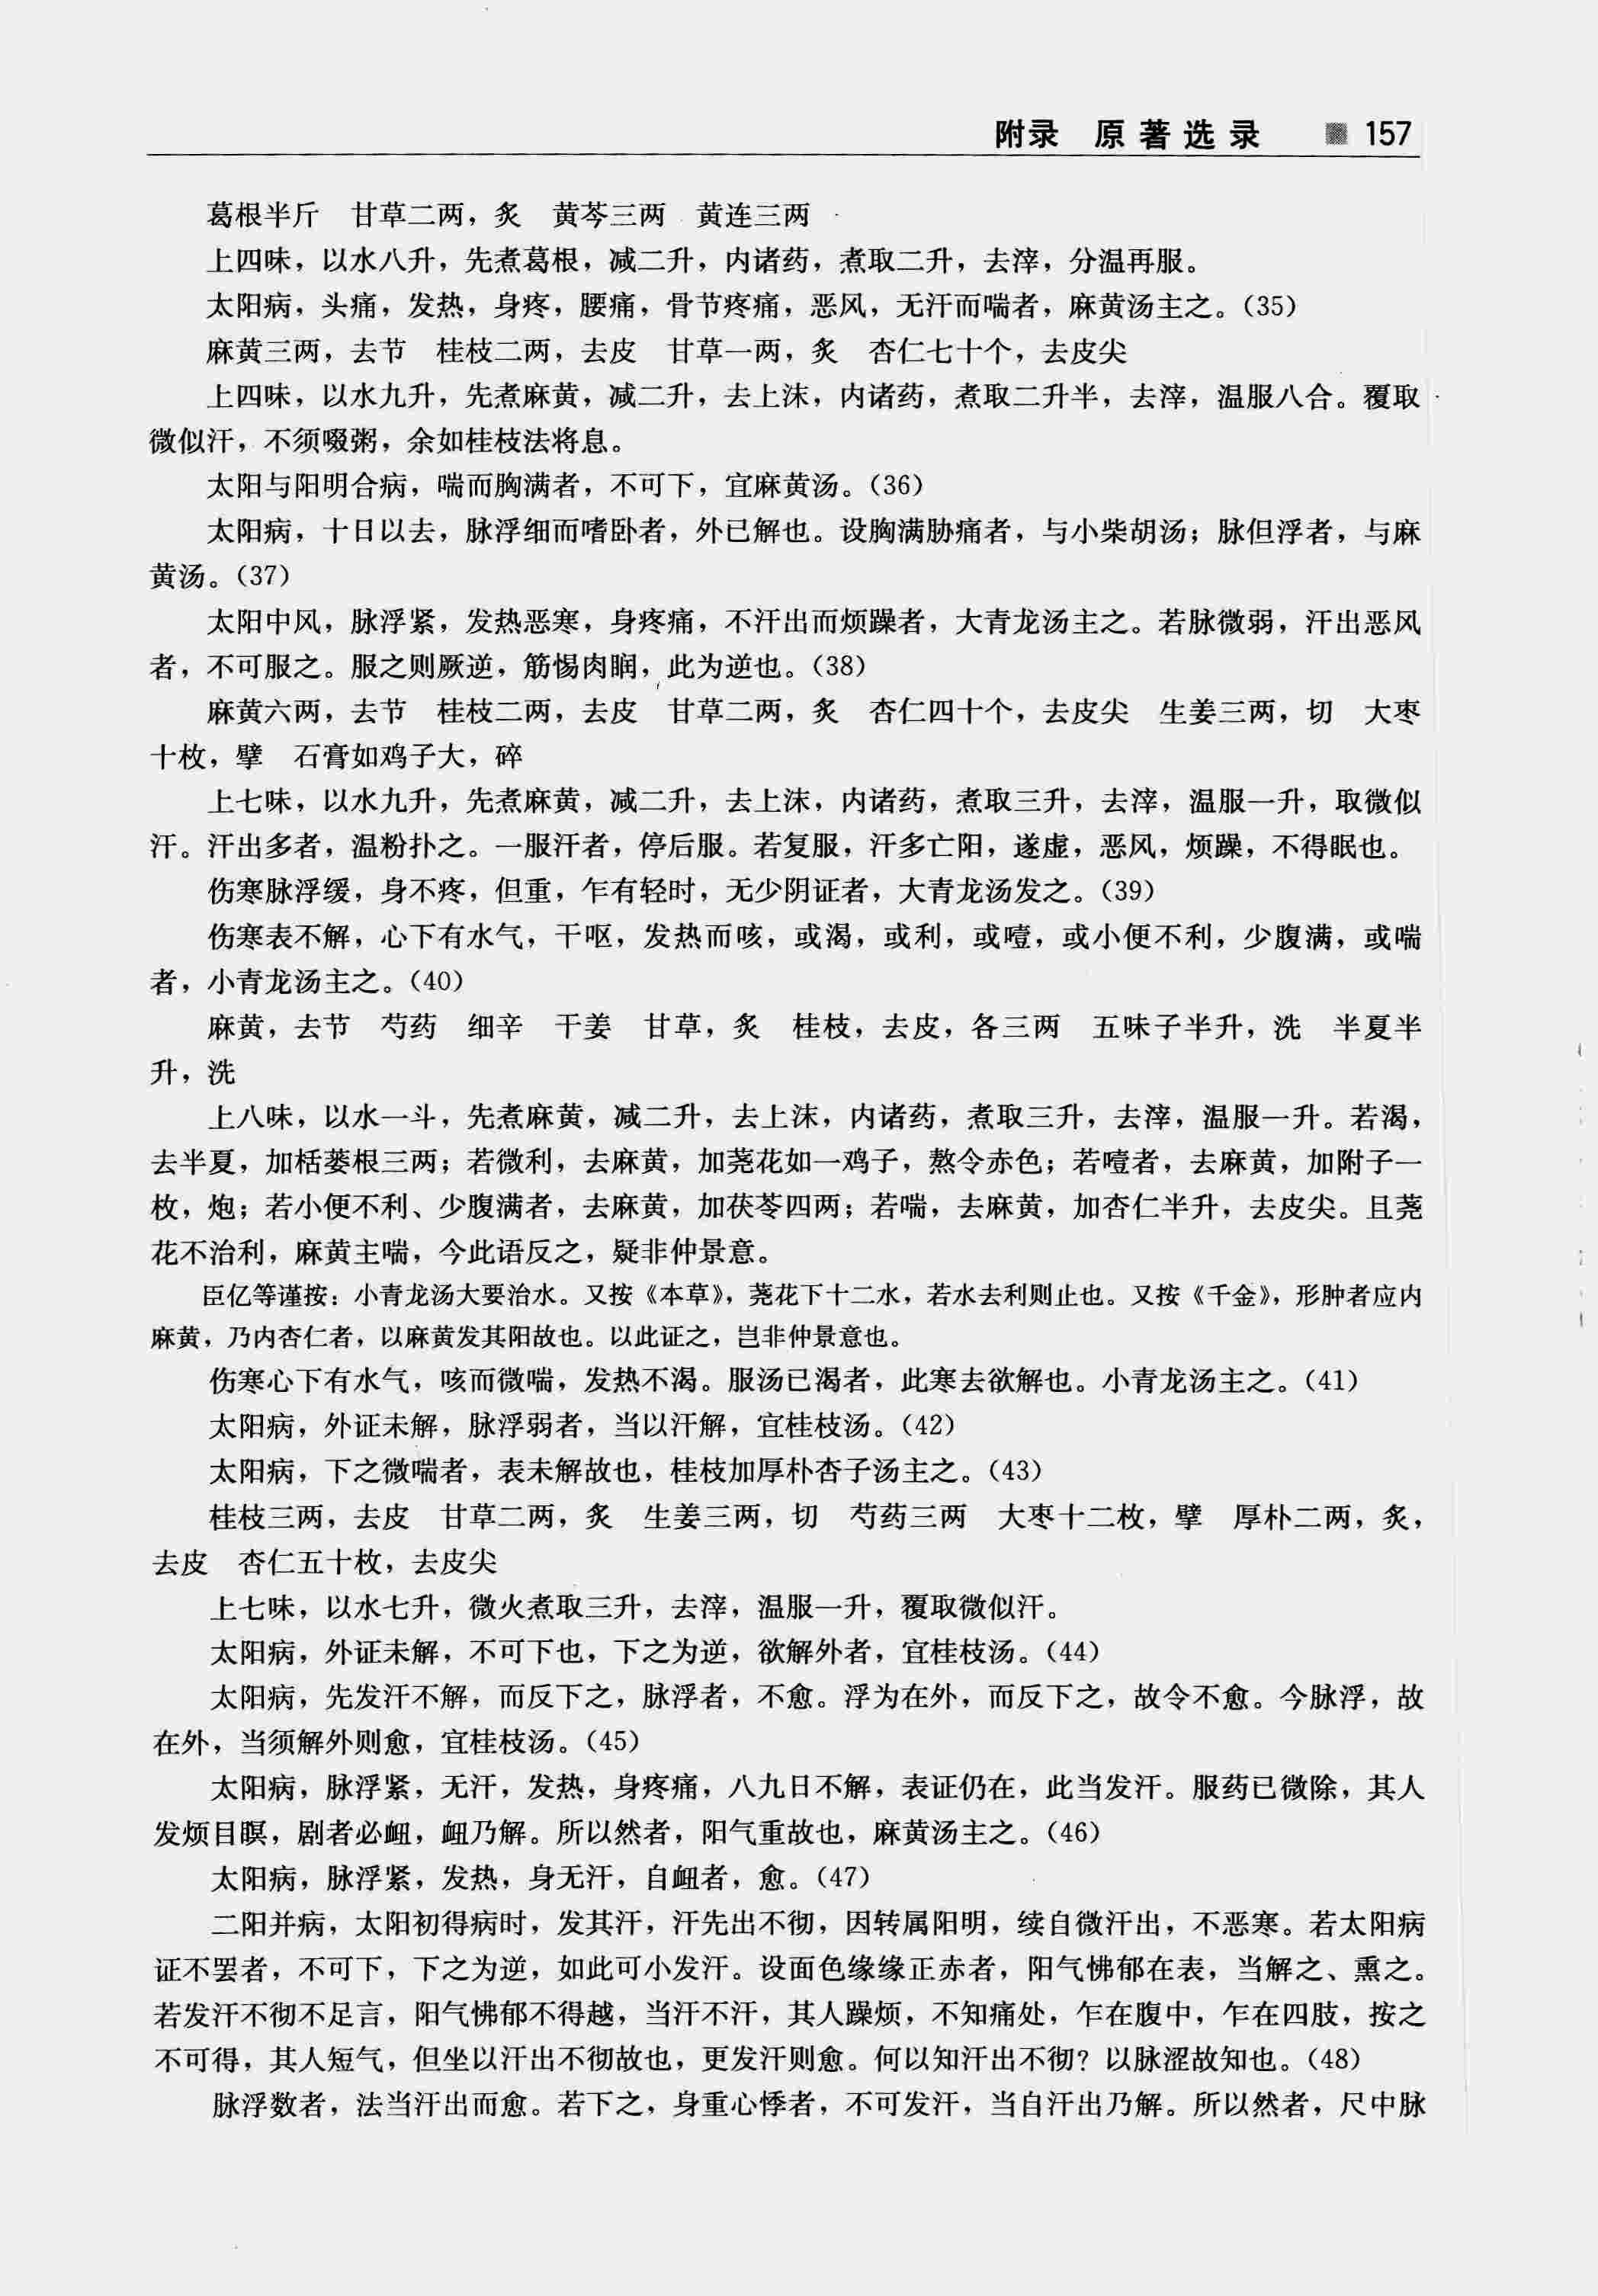 附录 原著选录 157
葛根半斤 甘草二两，炙 黄芩三两 黄连三两
上四味，以水八升，先煮葛根，减二升，内诸药，煮取二升，去滓，分温再服。
太阳病，头痛，发热，身疼，腰痛，骨节疼痛，恶风，无汗而喘者，麻黄汤主之。（35）
麻黄三两，去节 桂枝二两，去皮 甘草一两，炙 杏仁七十个，去皮尖
上四味，以水九升，先煮麻黄，减二升，去上沫，内诸药，煮取二升半，去滓，温服八合。覆取
微似汗，不须啜粥，余如桂枝法将息。
太阳与阳明合病，喘而胸满者，不可下，宜麻黄汤。（36）
太阳病，十日以去，脉浮细而嗜卧者，外已解也。设胸满胁痛者，与小柴胡汤；脉但浮者，与麻
黄汤。（37）
太阳中风，脉浮紧，发热恶寒，身疼痛，不汗出而烦躁者，大青龙汤主之。若脉微弱，汗出恶风
者，不可服之。服之则厥逆，筋惕肉瞤，此为逆也。（38）
麻黄六两，去节 桂枝二两，去皮 甘草二两，炙 杏仁四十个，去皮尖 生姜三两，切 大枣
十枚，擘 石膏如鸡子大，碎
上七味，以水九升，先煮麻黄，减二升，去上沫，内诸药，煮取三升，去滓，温服一升，取微似
汗。汗出多者，温粉扑之。一服汗者，停后服。若复服，汗多亡阳，遂虚，恶风，烦躁，不得眠也。
伤寒脉浮缓，身不疼，但重，乍有轻时，无少阴证者，大青龙汤发之。（39）
伤寒表不解，心下有水气，干呕，发热而咳，或渴，或利，或噎，或小便不利，少腹满，或喘
者，小青龙汤主之。（40）
麻黄，去节 芍药 细辛 干姜 甘草，炙 桂枝，去皮，各三两 五味子半升，洗 半夏半
升，洗
上八味，以水一斗，先煮麻黄，减二升，去上沫，内诸药，煮取三升，去滓，温服一升。若渴，
去半夏，加栝蒌根三两；若微利，去麻黄，加荛花如一鸡子，熬令赤色；若噎者，去麻黄，加附子一
枚，炮；若小便不利、少腹满者，去麻黄，加茯苓四两；若喘，去麻黄，加杏仁半升，去皮尖。且荛
花不治利，麻黄主喘，今此语反之，疑非仲景意。
臣亿等谨按：小青龙汤大要治水。又按《本草》，荛花下十二水，若水去利则止也。又按《千金》，形肿者应内
麻黄，乃内杏仁者，以麻黄发其阳故也。以此证之，岂非仲景意也。
伤寒心下有水气，咳而微喘，发热不渴。服汤已渴者，此寒去欲解也。小青龙汤主之。（41）
太阳病，外证未解，脉浮弱者，当以汗解，宜桂枝汤。（42）
太阳病，下之微喘者，表未解故也，桂枝加厚朴杏子汤主之。（43）
桂枝三两，去皮 甘草二两，炙 生姜三两，切 芍药三两 大枣十二枚，擘 厚朴二两，炙，
去皮 杏仁五十枚，去皮尖
上七味，以水七升，微火煮取三升，去滓，温服一升，覆取微似汗。
太阳病，外证未解，不可下也，下之为逆，欲解外者，宜桂枝汤。（44）
太阳病，先发汗不解，而反下之，脉浮者，不愈。浮为在外，而反下之，故令不愈。今脉浮，故
在外，当须解外则愈，宜桂枝汤。（45）
太阳病，脉浮紧，无汗，发热，身疼痛，八九日不解，表证仍在，此当发汗。服药已微除，其人
发烦目瞑，剧者必衄，衄乃解。所以然者，阳气重故也，麻黄汤主之。（46）
太阳病，脉浮紧，发热，身无汗，自衄者，愈。（47）
二阳并病，太阳初得病时，发其汗，汗先出不彻，因转属阳明，续自微汗出，不恶寒。若太阳病
证不罢者，不可下，下之为逆，如此可小发汗。设面色缘缘正赤者，阳气怫郁在表，当解之、熏之。
若发汗不彻不足言，阳气怫郁不得越，当汗不汗，其人躁烦，不知痛处，乍在腹中，乍在四肢，按之
不可得，其人短气，但坐以汗出不彻故也，更发汗则愈。何以知汗出不彻？以脉涩故知也。（48）
脉浮数者，法当汗出而愈。若下之，身重心悸者，不可发汗，当自汗出乃解。所以然者，尺中脉